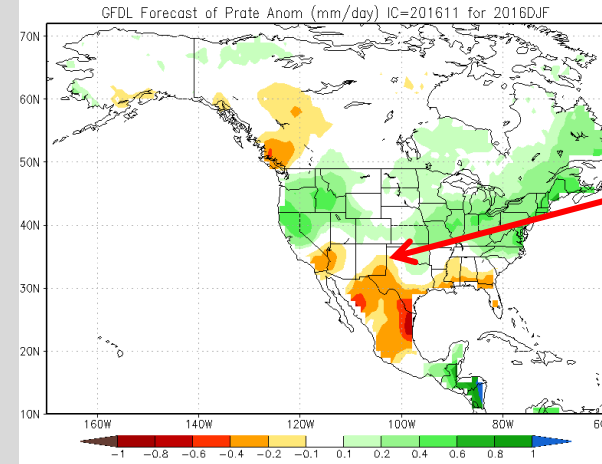 GFDL Forecast of Prate Anom (mm/day) IC=201611 for 2016DJF
70N
60N
50N
40N
30N
20N
10N
160W 140W 120W 100W 80W 60
-1 -0.8 -0.6 -0.4 -0.2 -0.1 0.1 0.2 0.4 0.6 0.8 1